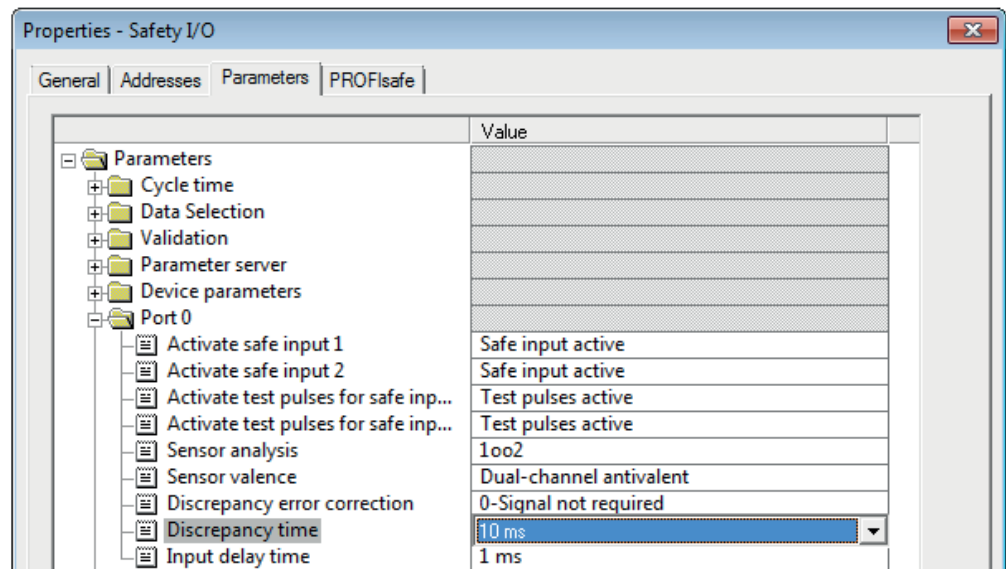 Properties - Safety I/O
General Addresses Parameters PROFIsafe
Value
Parameters
Cycle time
Data Selection
Validation
Parameter server
Device parameters
Port 0
Activate safe input 1 Safe input active
Activate safe input 2 Safe input active
Activate test pulses for safe inp... Test pulses active
Activate test pulses for safe inp... Test pulses active
Sensor analysis 1oo2
Sensor valence Dual-channel antivalent
Discrepancy error correction 0-Signal not required
Discrepancy time 10 ms
Input delay time 1 ms